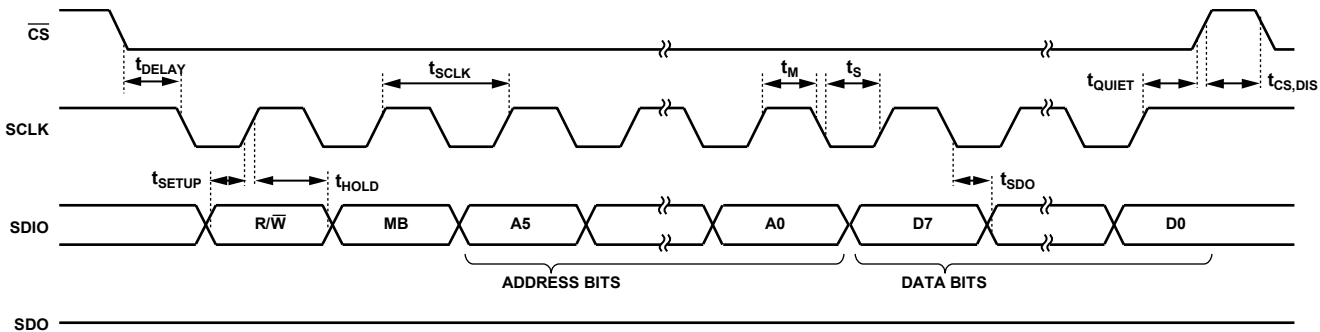 CS
tDELAY
tSCLK
tM
tS
tQUIET
tCS,DIS
SCLK
tSETUP
tHOLD
tSDO
SDIO
R/W
MB
A5
A0
D7
D0
ADDRESS BITS
DATA BITS
SDO